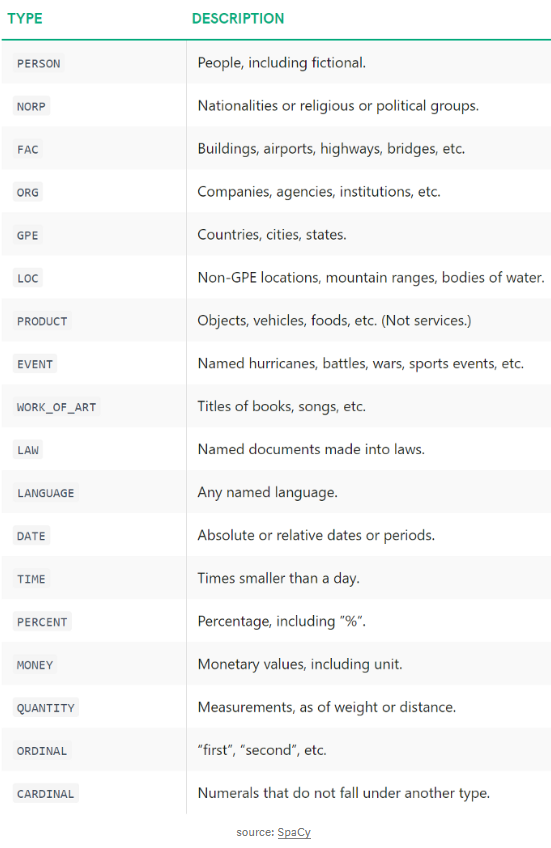 TYPE DESCRIPTION
PERSON People, including fictional.
NORP Nationalities or religious or political groups.
FAC Buildings, airports, highways, bridges, etc.
ORG Companies, agencies, institutions, etc.
GPE Countries, cities, states.
LOC Non-GPE locations, mountain ranges, bodies of water.
PRODUCT Objects, vehicles, foods, etc. (Not services.)
EVENT Named hurricanes, battles, wars, sports events, etc.
WORK_OF_ART Titles of books, songs, etc.
LAW Named documents made into laws.
LANGUAGE Any named language.
DATE Absolute or relative dates or periods.
TIME Times smaller than a day.
PERCENT Percentage, including ”%“.
MONEY Monetary values, including unit.
QUANTITY Measurements, as of weight or distance.
ORDINAL “first”, “second”, etc.
CARDINAL Numerals that do not fall under another type.
source: SpaCy